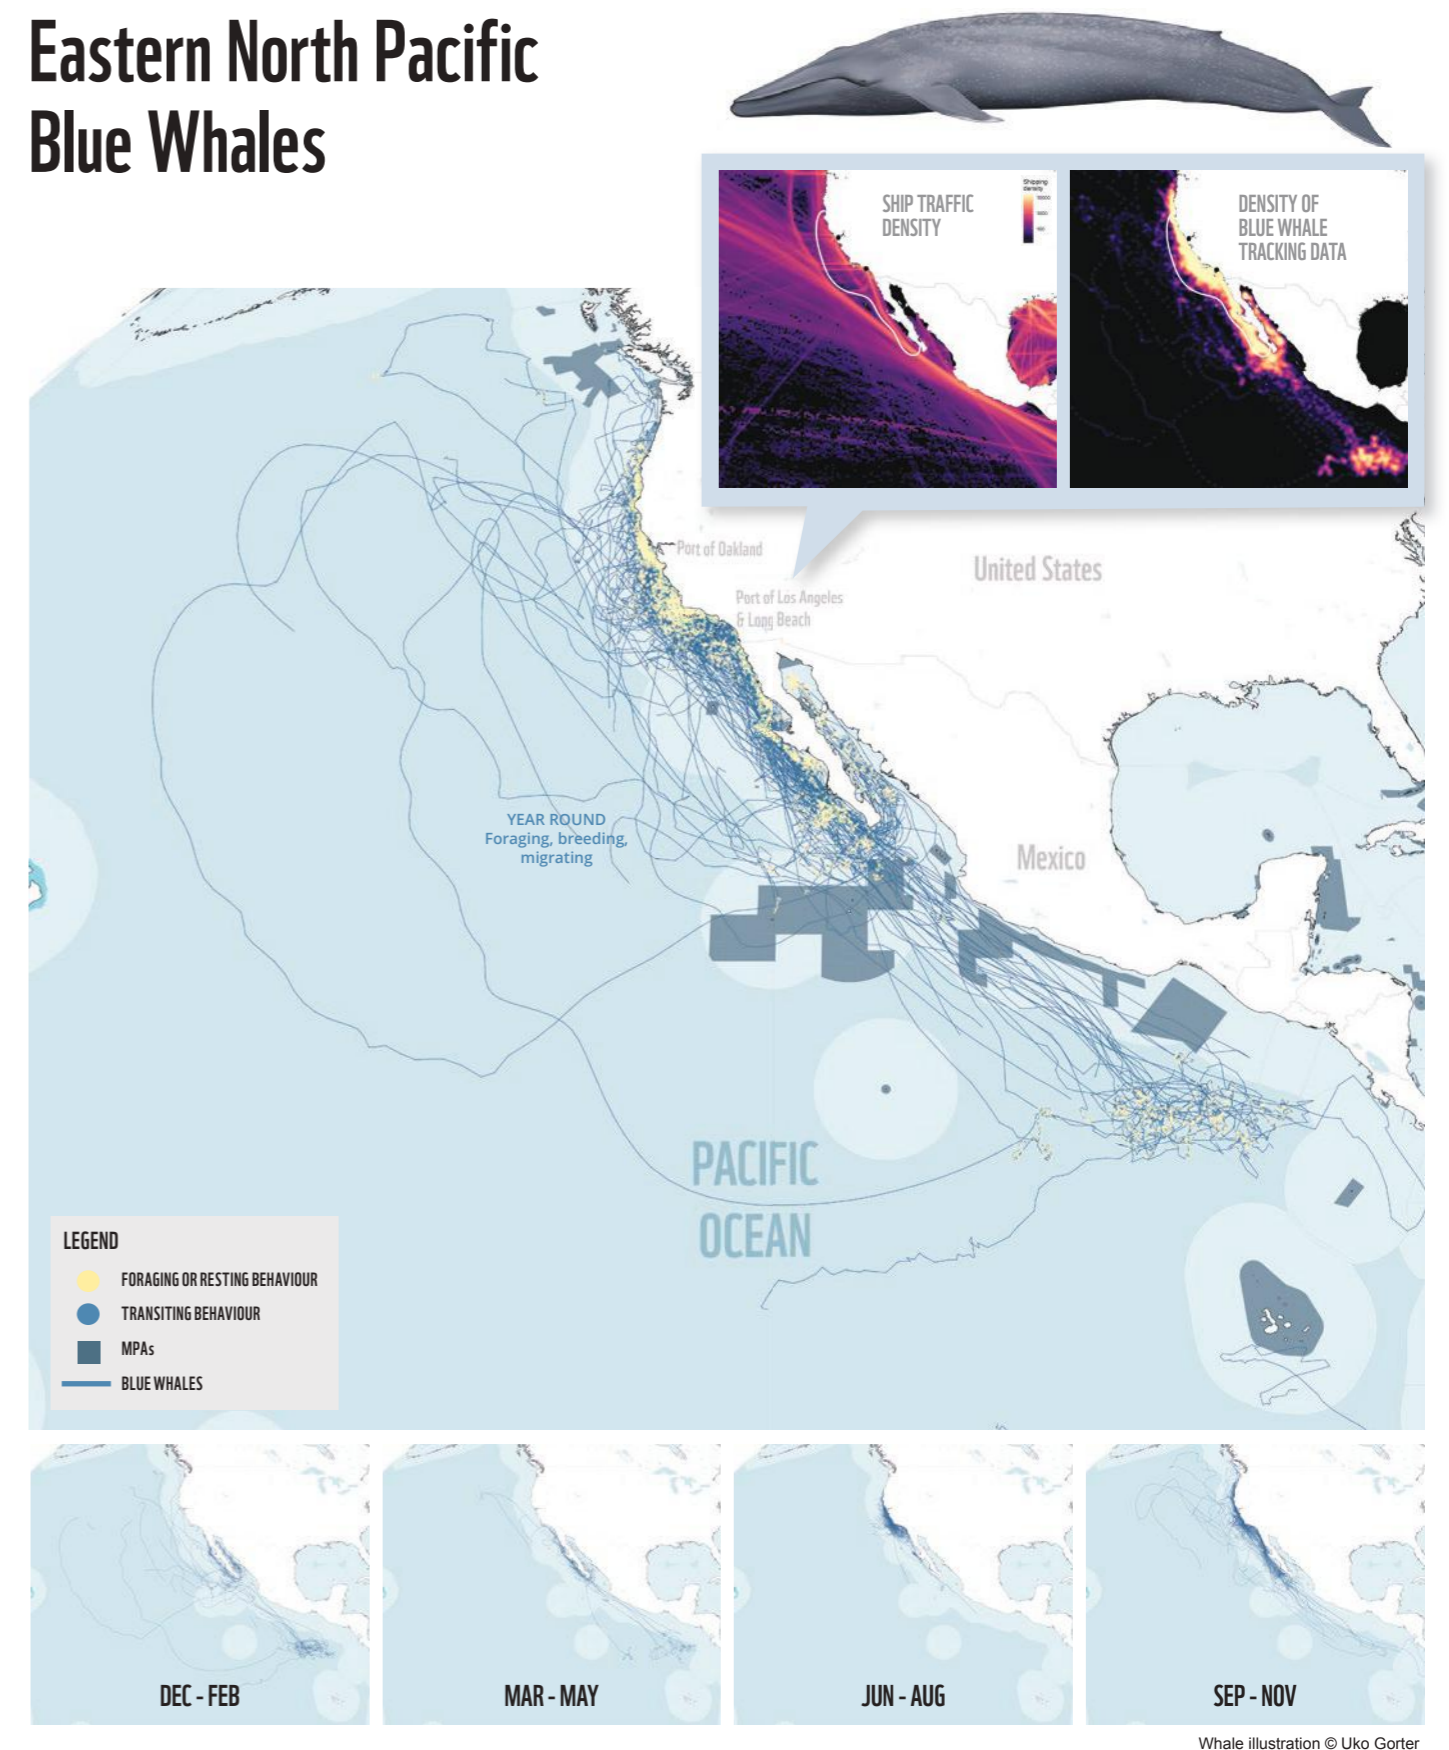 Eastern North Pacific
Blue Whales
SHIP TRAFFIC
DENSITY
Shipping
density
DENSITY OF
BLUE WHALE
TRACKING DATA
Port of Oakland
Port of Los Angeles
& Long Beach
United States
Mexico
YEAR ROUND
Foraging, breeding,
migrating
PACIFIC
OCEAN
LEGEND
FORAGING OR RESTING BEHAVIOUR
TRANSITING BEHAVIOUR
MPAs
BLUE WHALES
DEC - FEB
MAR - MAY
JUN - AUG
SEP - NOV
Whale illustration © Uko Gorter